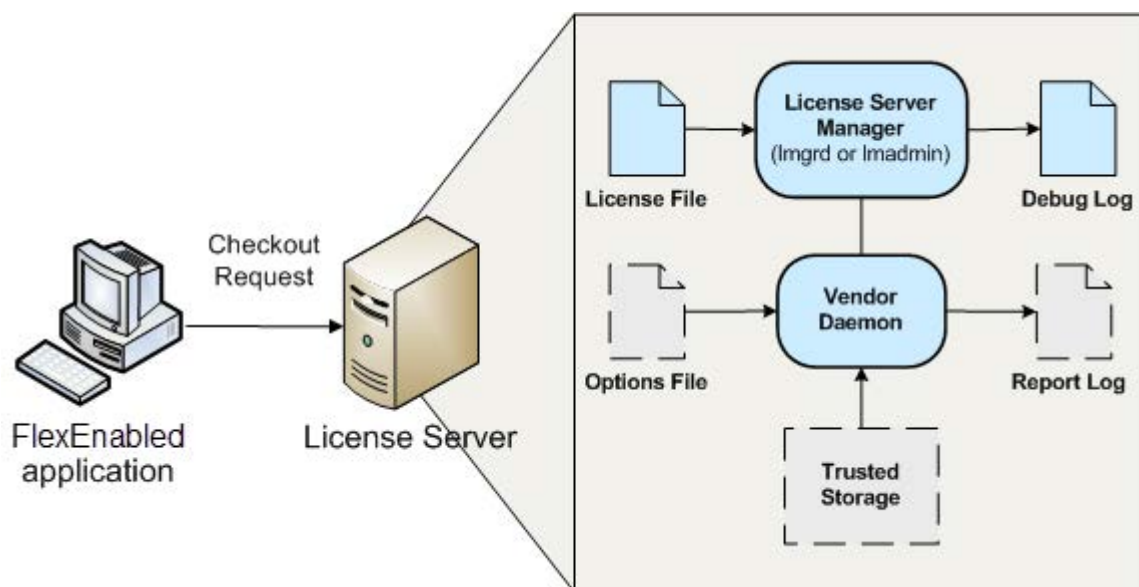 License Server
Manager
(lmgrd or lmadmin)
License File
Debug Log
Checkout
Request
Vendor
Daemon
Options File
Report Log
FlexEnabled
application
License Server
Trusted
Storage